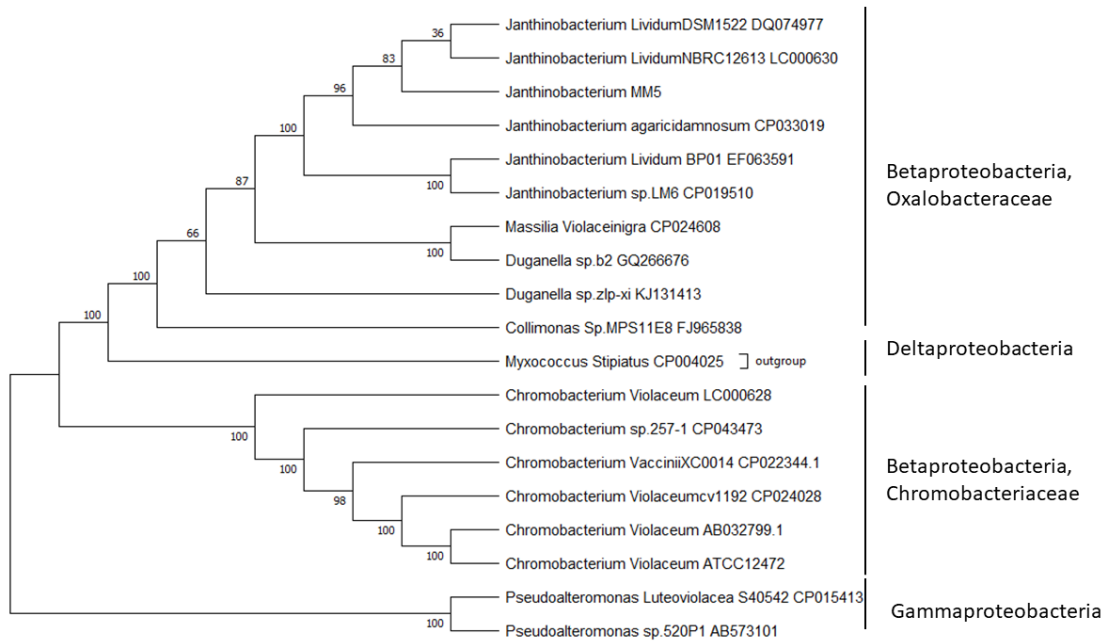 Janthinobacterium LividumDSM1522 DQ074977
36
Janthinobacterium LividumNBRC12613 LC000630
83
Janthinobacterium MM5
96
Janthinobacterium agaricidamnosum CP033019
100
Janthinobacterium Lividum BP01 EF063591
Betaproteobacteria,
Oxalobacteraceae
87
100
Janthinobacterium sp.LM6 CP019510
Massilia Violaceinigra CP024608
66
100
Duganella sp.b2 GQ266676
100
Duganella sp.zlp-xi KJ131413
100
Collimonas Sp.MPS11E8 FJ965838
Deltaproteobacteria
Myxococcus Stipiatus CP004025
outgroup
Chromobacterium Violaceum LC000628
100
Chromobacterium sp.257-1 CP043473
100
Chromobacterium VacciniiXC0014 CP022344.1
Betaproteobacteria,
Chromobacteriaceae
98
Chromobacterium Violaceumcv1192 CP024028
100
Chromobacterium Violaceum AB032799.1
100
Chromobacterium Violaceum ATCC12472
Pseudoalteromonas Luteoviolacea S40542 CP015413
Gammaproteobacteria
100
Pseudoalteromonas sp.520P1 AB573101